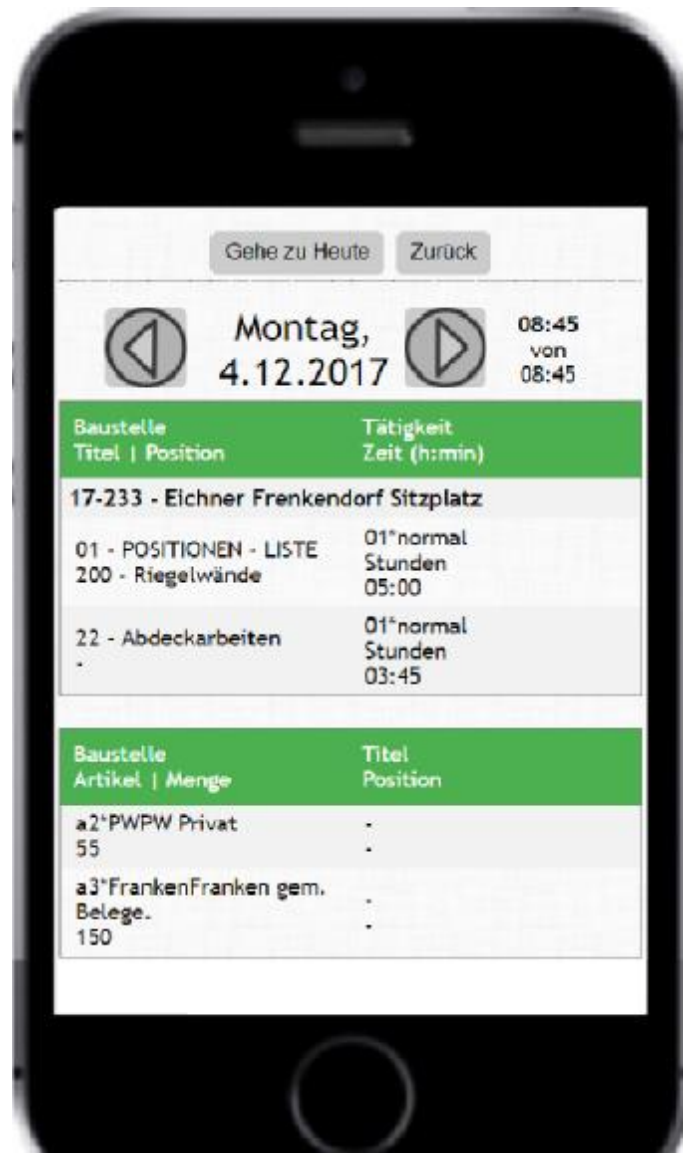 Gehe zu Heute Zurück
Montag,
4.12.2017
08:45
von
08:45
Baustelle Tätigkeit
Titel | Position Zeit (h:min)
17-233 - Eichner Frenkendorf Sitzplatz
01 - POSITIONEN - LISTE
200 - Riegelwände
01*normal
Stunden
05:00
22 - Abdeckarbeiten
-
01*normal
Stunden
03:45
Baustelle Titel
Artikel | Menge Position
a2*PWPW Privat -
55 -
a3*FrankenFranken gem.
Belege.
150
-
-